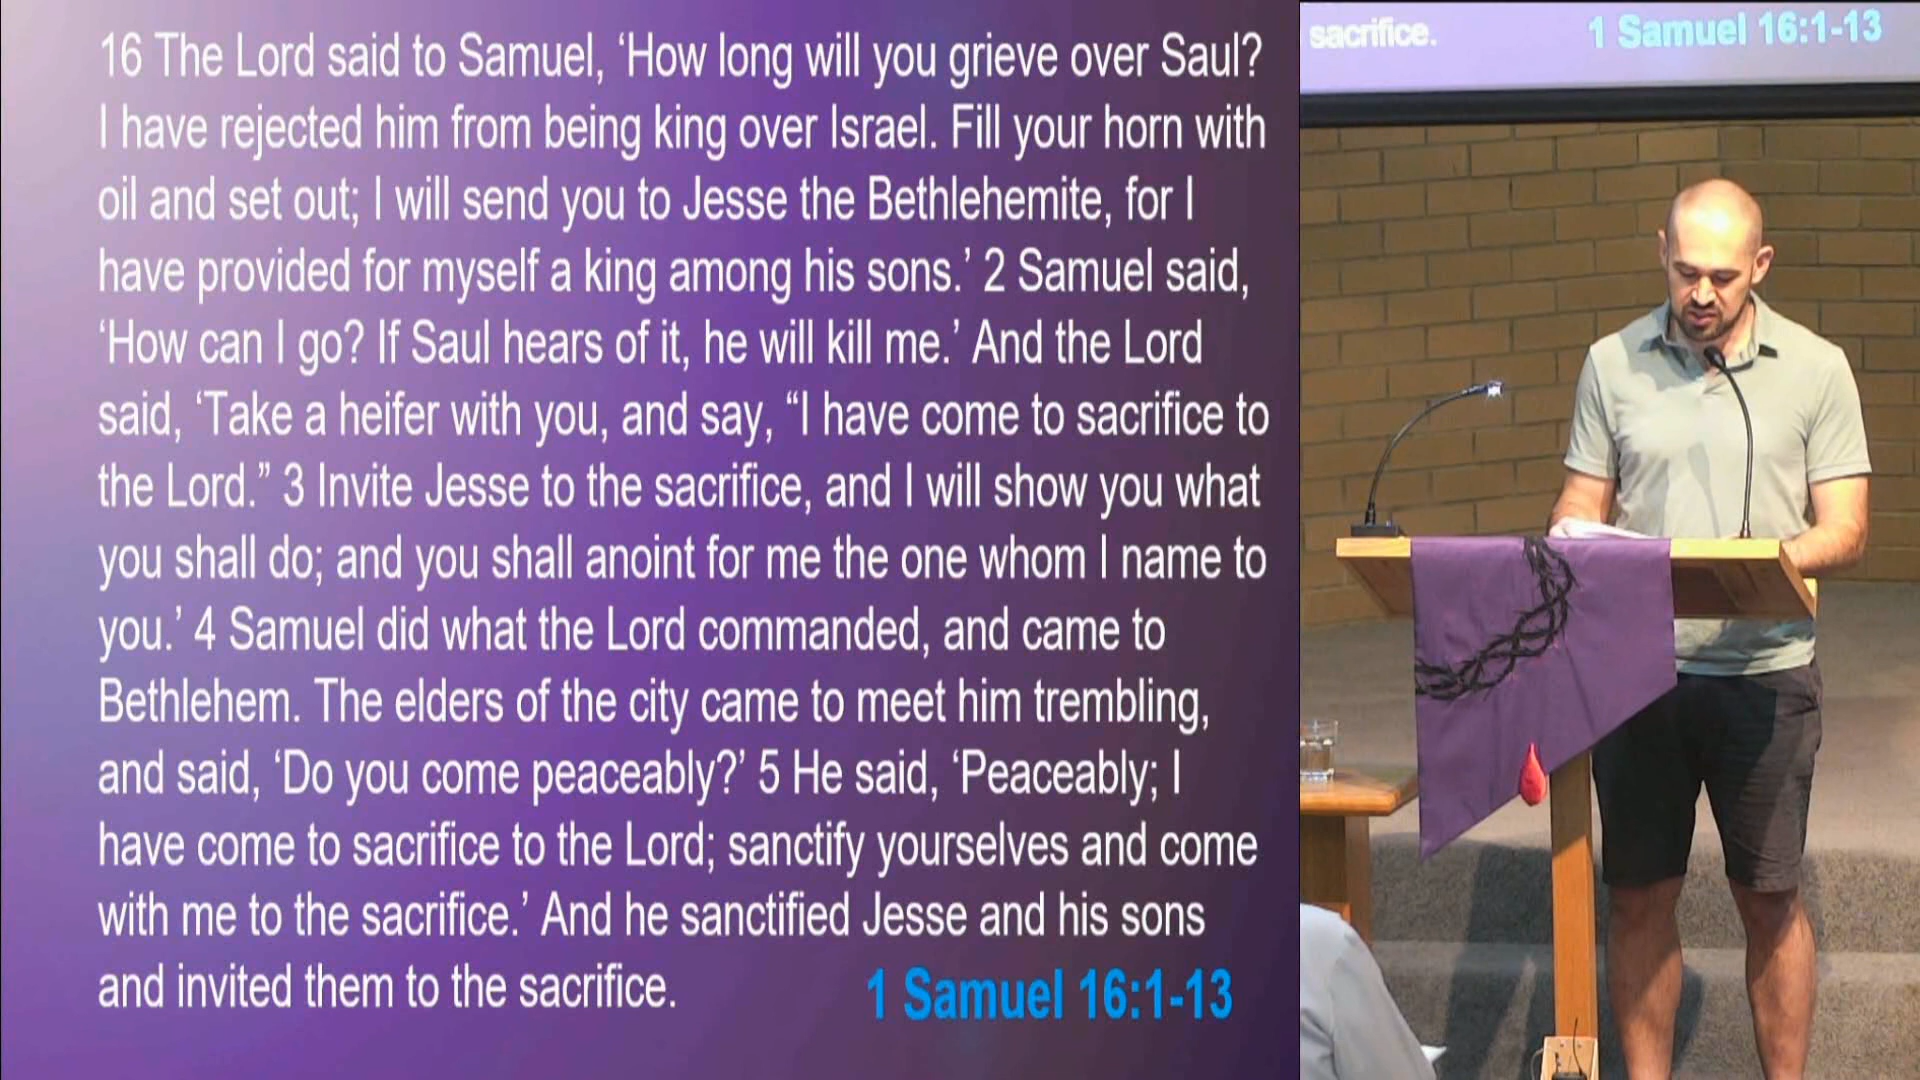 16 The Lord said to Samuel, ‘How long will you grieve over Saul?
I have rejected him from being king over Israel. Fill your horn with
oil and set out; I will send you to Jesse the Bethlehemite, for I
have provided for myself a king among his sons.’ 2 Samuel said,
‘How can I go? If Saul hears of it, he will kill me.’ And the Lord
said, ‘Take a heifer with you, and say, “I have come to sacrifice to
the Lord.” 3 Invite Jesse to the sacrifice, and I will show you what
you shall do; and you shall anoint for me the one whom I name to
you.’ 4 Samuel did what the Lord commanded, and came to
Bethlehem. The elders of the city came to meet him trembling,
and said, ‘Do you come peaceably?’ 5 He said, ‘Peaceably; I
have come to sacrifice to the Lord; sanctify yourselves and come
with me to the sacrifice.’ And he sanctified Jesse and his sons
and invited them to the sacrifice.
1 Samuel 16:1-13
sacrifice. 1 Samuel 16:1-13